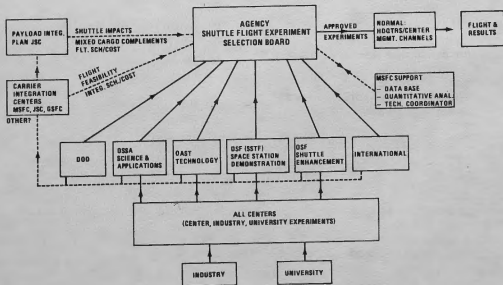 PAYLOAD INTEG.
PLAN JSC
SHUTTLE IMPACTS
MIXED CARGO COMPLEMENTS
FLT. SCH/COST
AGENCY
SHUTTLE FLIGHT EXPERIMENT
SELECTION BOARD
APPROVED
EXPERIMENTS
NORMAL:
HDQTRS/CENTER
MGMT. CHANNELS
FLIGHT &
RESULTS
CARRIER
INTEGRATION
CENTERS
MSFC, JSC, GSFC
OTHER?
FLIGHT
FEASIBILITY
INTEG. SCH/COST
MSFC SUPPORT
– DATA BASE
– QUANTITATIVE ANAL.
– TECH. COORDINATOR
DOD
OSSA
SCIENCE &
APPLICATIONS
OAST
TECHNOLOGY
OSF (SSTF)
SPACE STATION
DEMONSTRATION
OSF
SHUTTLE
ENHANCEMENT
INTERNATIONAL
ALL CENTERS
(CENTER, INDUSTRY, UNIVERSITY EXPERIMENTS)
INDUSTRY
UNIVERSITY